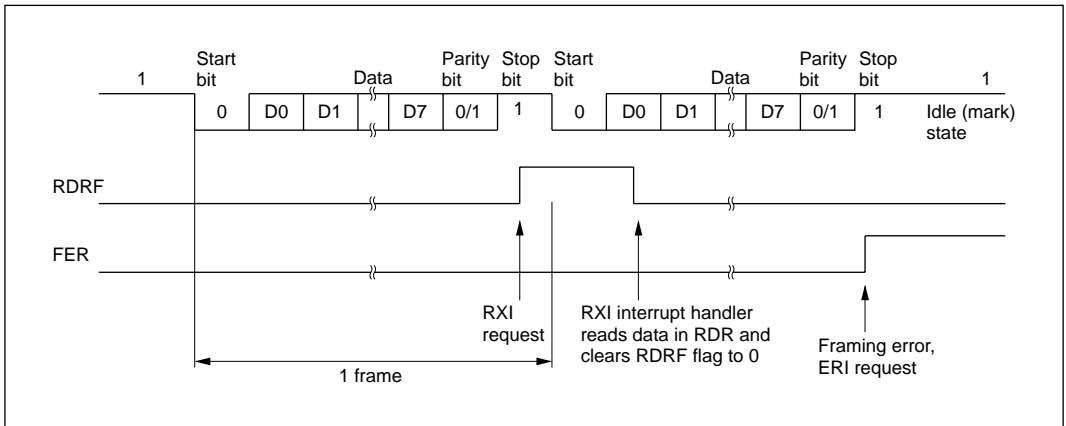 Start Parity Stop Start Parity Stop
1 bit Data bit bit bit Data bit bit 1
0 D0 D1 D7 0/1 1 0 D0 D1 D7 0/1 1 Idle (mark)
state
RDRF
FER
RXI
request
RXI interrupt handler
reads data in RDR and
clears RDRF flag to 0
Framing error,
ERI request
1 frame